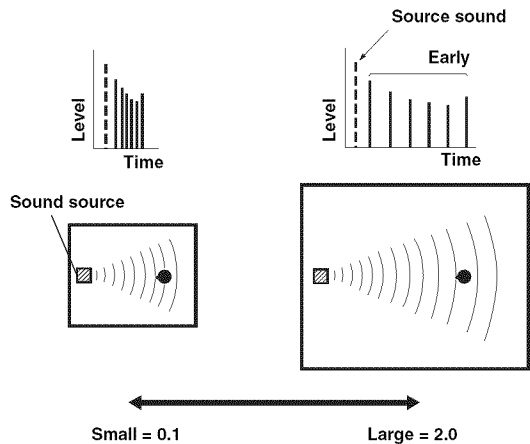 Source sound
Early
Level
Time
Level
Time
Sound source
Small = 0.1
Large = 2.0